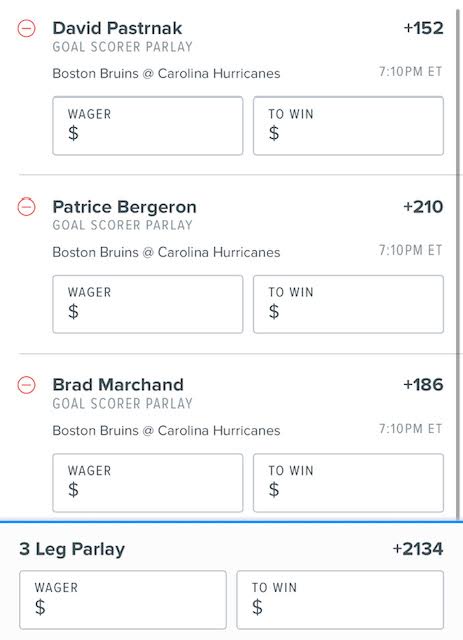 David Pastrnak +152
GOAL SCORER PARLAY
Boston Bruins @ Carolina Hurricanes 7:10PM ET
WAGER TO WIN
$ $
Patrice Bergeron +210
GOAL SCORER PARLAY
Boston Bruins @ Carolina Hurricanes 7:10PM ET
WAGER TO WIN
$ $
Brad Marchand +186
GOAL SCORER PARLAY
Boston Bruins @ Carolina Hurricanes 7:10PM ET
WAGER TO WIN
$ $
3 Leg Parlay +2134
WAGER TO WIN
$ $